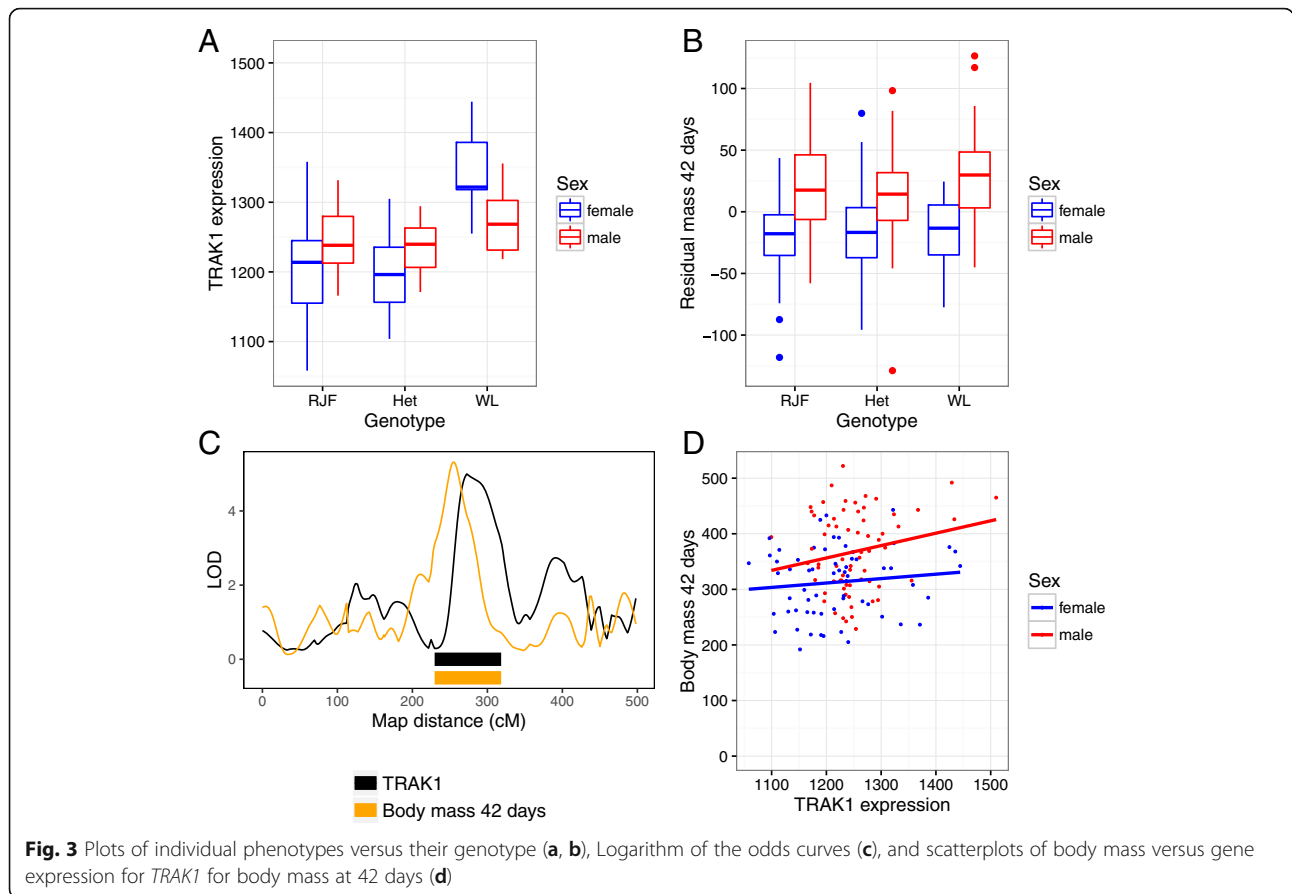 A
1500
1400
1300
1200
1100
TRAK1 expression
RJF Het WL
Genotype
Sex
female
male
B
100
50
0
−50
−100
Residual mass 42 days
RJF Het WL
Genotype
Sex
female
male
C
4
2
0
LOD
0 100 200 300 400 500
Map distance (cM)
TRAK1
Body mass 42 days
D
500
400
300
200
100
0
Body mass 42 days
1100 1200 1300 1400 1500
TRAK1 expression
Sex
female
male
Fig. 3 Plots of individual phenotypes versus their genotype (a, b), Logarithm of the odds curves (c), and scatterplots of body mass versus gene
expression for TRAK1 for body mass at 42 days (d)